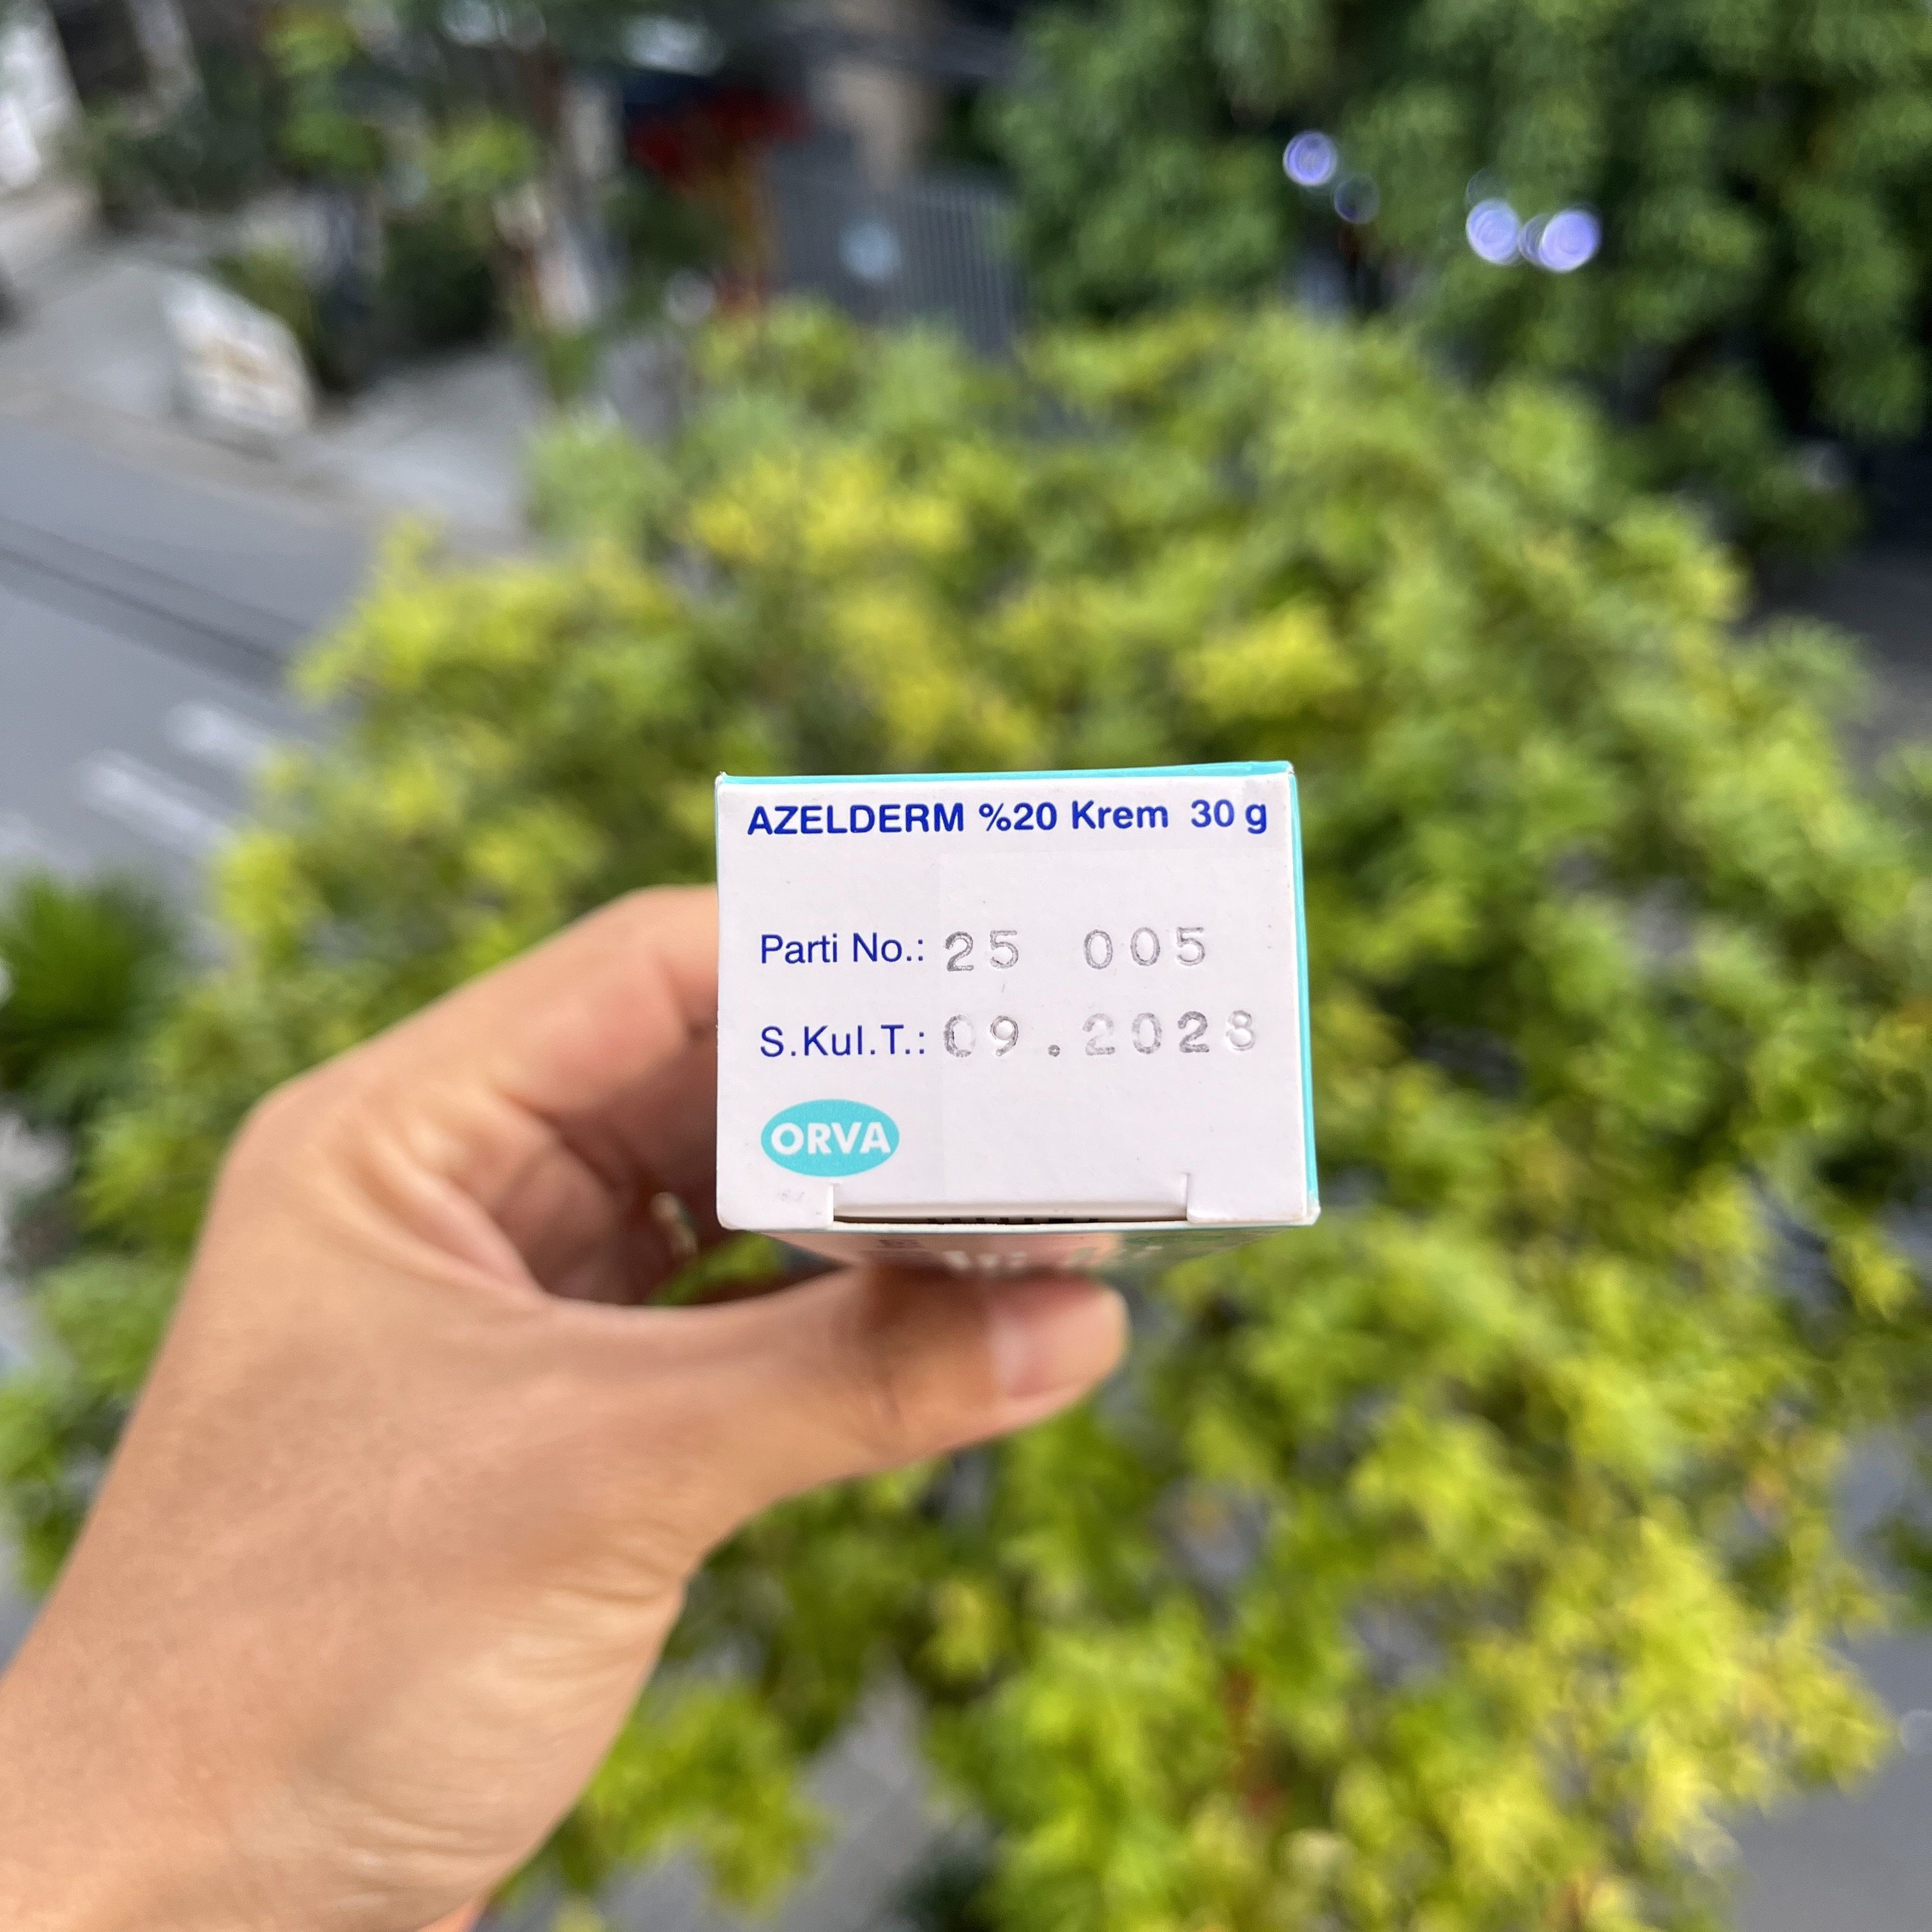 AZELDERM %20 Krem 30 g
Parti No.: 25 005
S.Kul.T.: 09.2028
ORVA